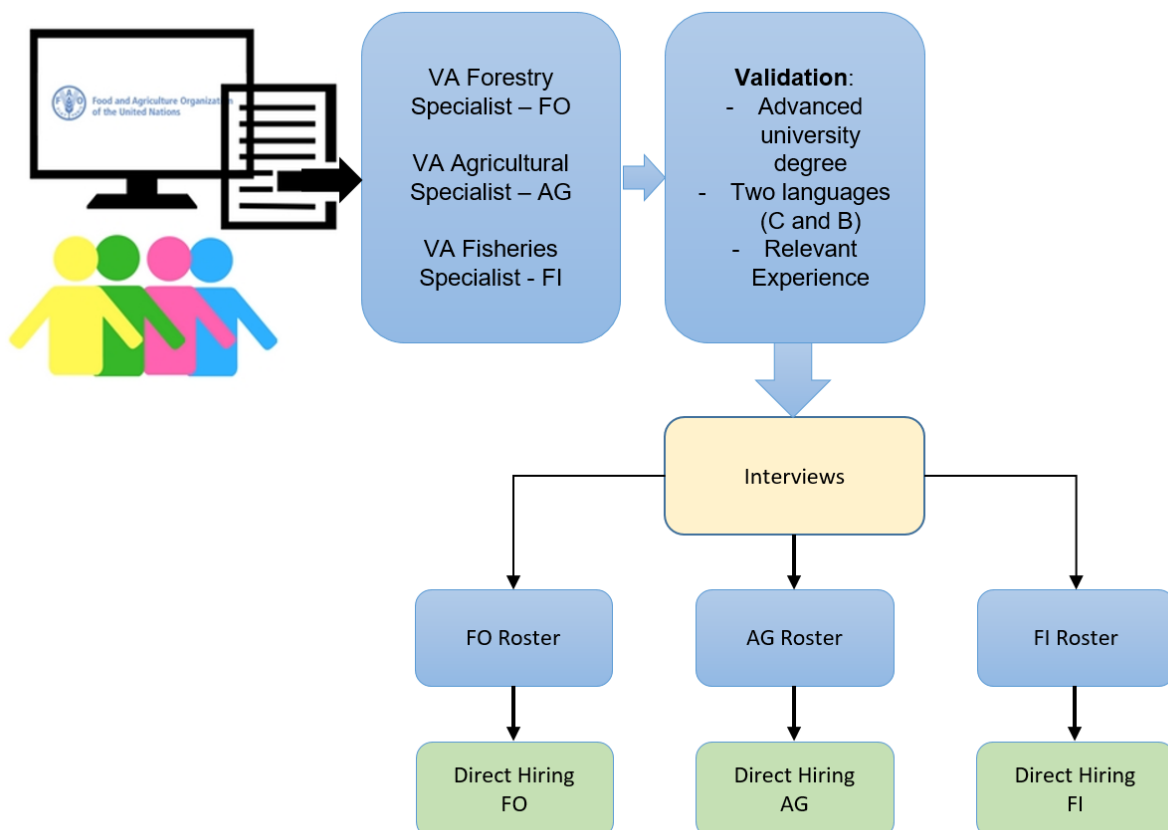 FAO
Food and Agriculture Organization
of the United Nations
VA Forestry
Specialist – FO
VA Agricultural
Specialist – AG
VA Fisheries
Specialist - FI
Validation:
- Advanced
university
degree
- Two languages
(C and B)
- Relevant
Experience
Interviews
FO Roster
AG Roster
FI Roster
Direct Hiring
FO
Direct Hiring
AG
Direct Hiring
FI